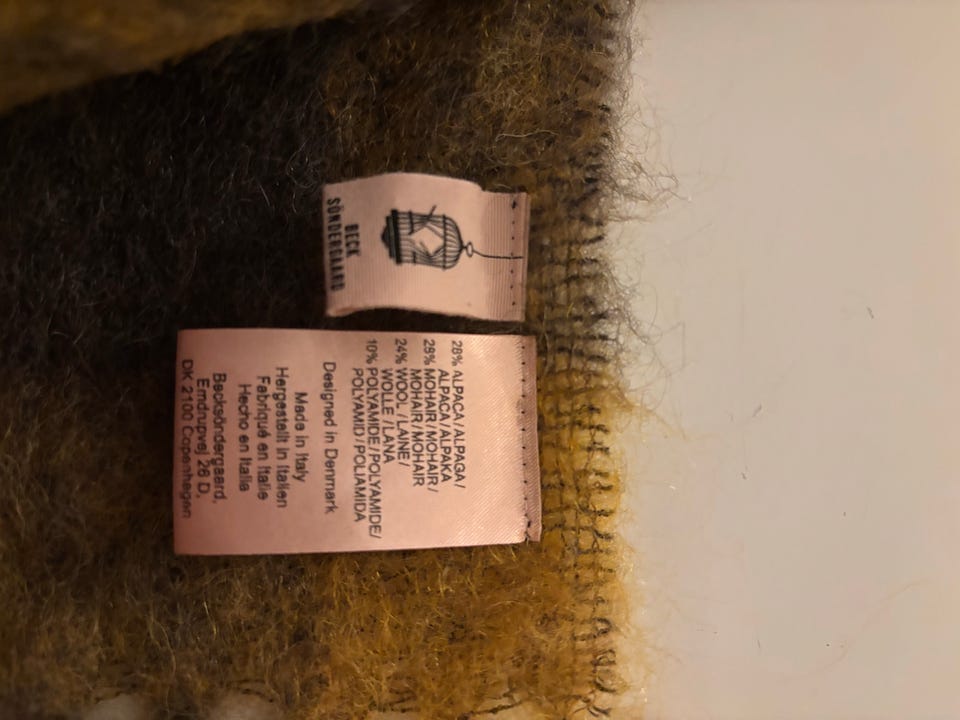 BECK
SÖNDERGAARD
28% ALPACA / ALPAGA /
ALPACA / ALPAKA
28% MOHAIR / MOHAIR /
MOHAIR / MOHAIR
24% WOOL / LAINE /
WOLLE / LANA
10% POLYAMIDE / POLYAMIDE /
POLYAMID / POLIAMIDA
Designed in Denmark
Made in Italy
Hergestellt in Italien
Fabriqué en Italie
Hecho en Italia
Becksöndergaard,
Emdrupvej 26 D,
DK 2100 Copenhagen